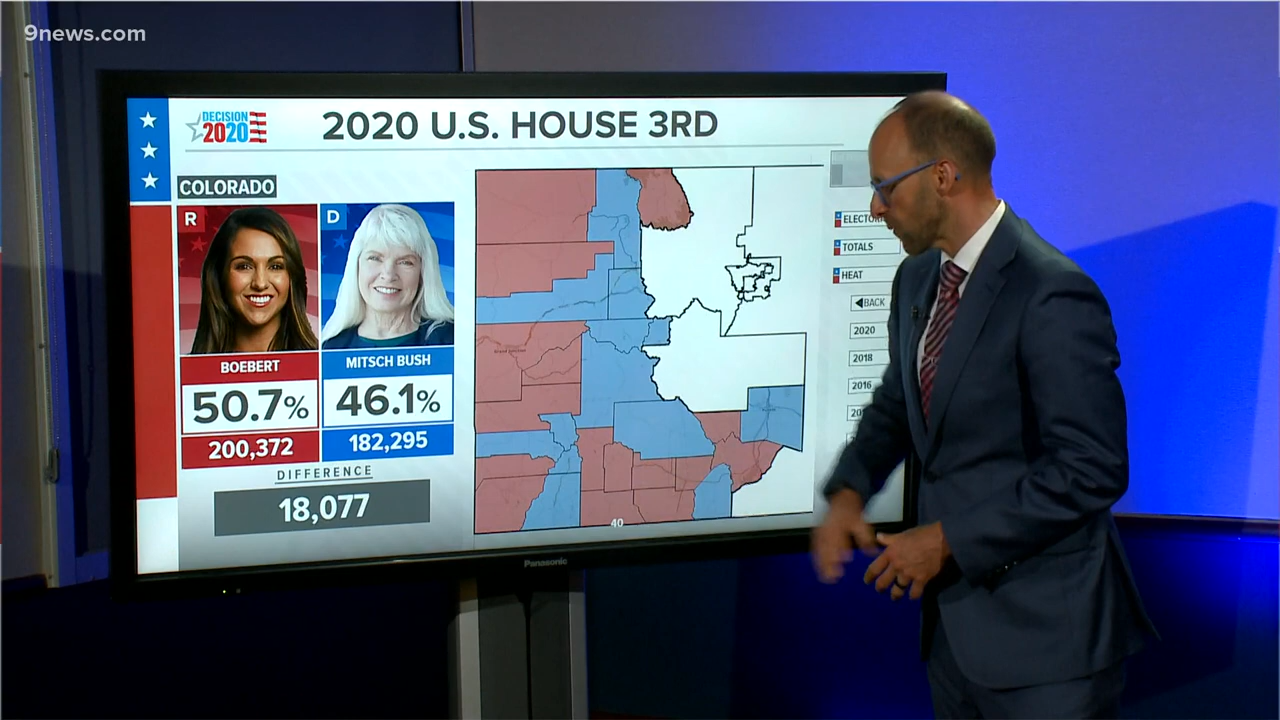 9news.com
DECISION
2020
2020 U.S. HOUSE 3RD
COLORADO
R
D
BOEBERT
MITSCH BUSH
50.7%
46.1%
200,372
182,295
DIFFERENCE
18,077
40
TOTALS
HEAT
BACK
2020
2018
2016
Panasonic